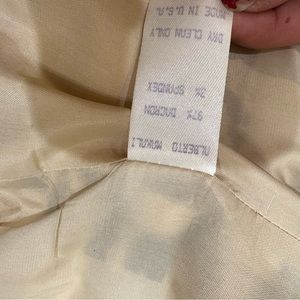 ALBERTO MAKALI
97% DACRON
3% SPANDEX
DRY CLEAN ONLY
MADE IN U.S.A.